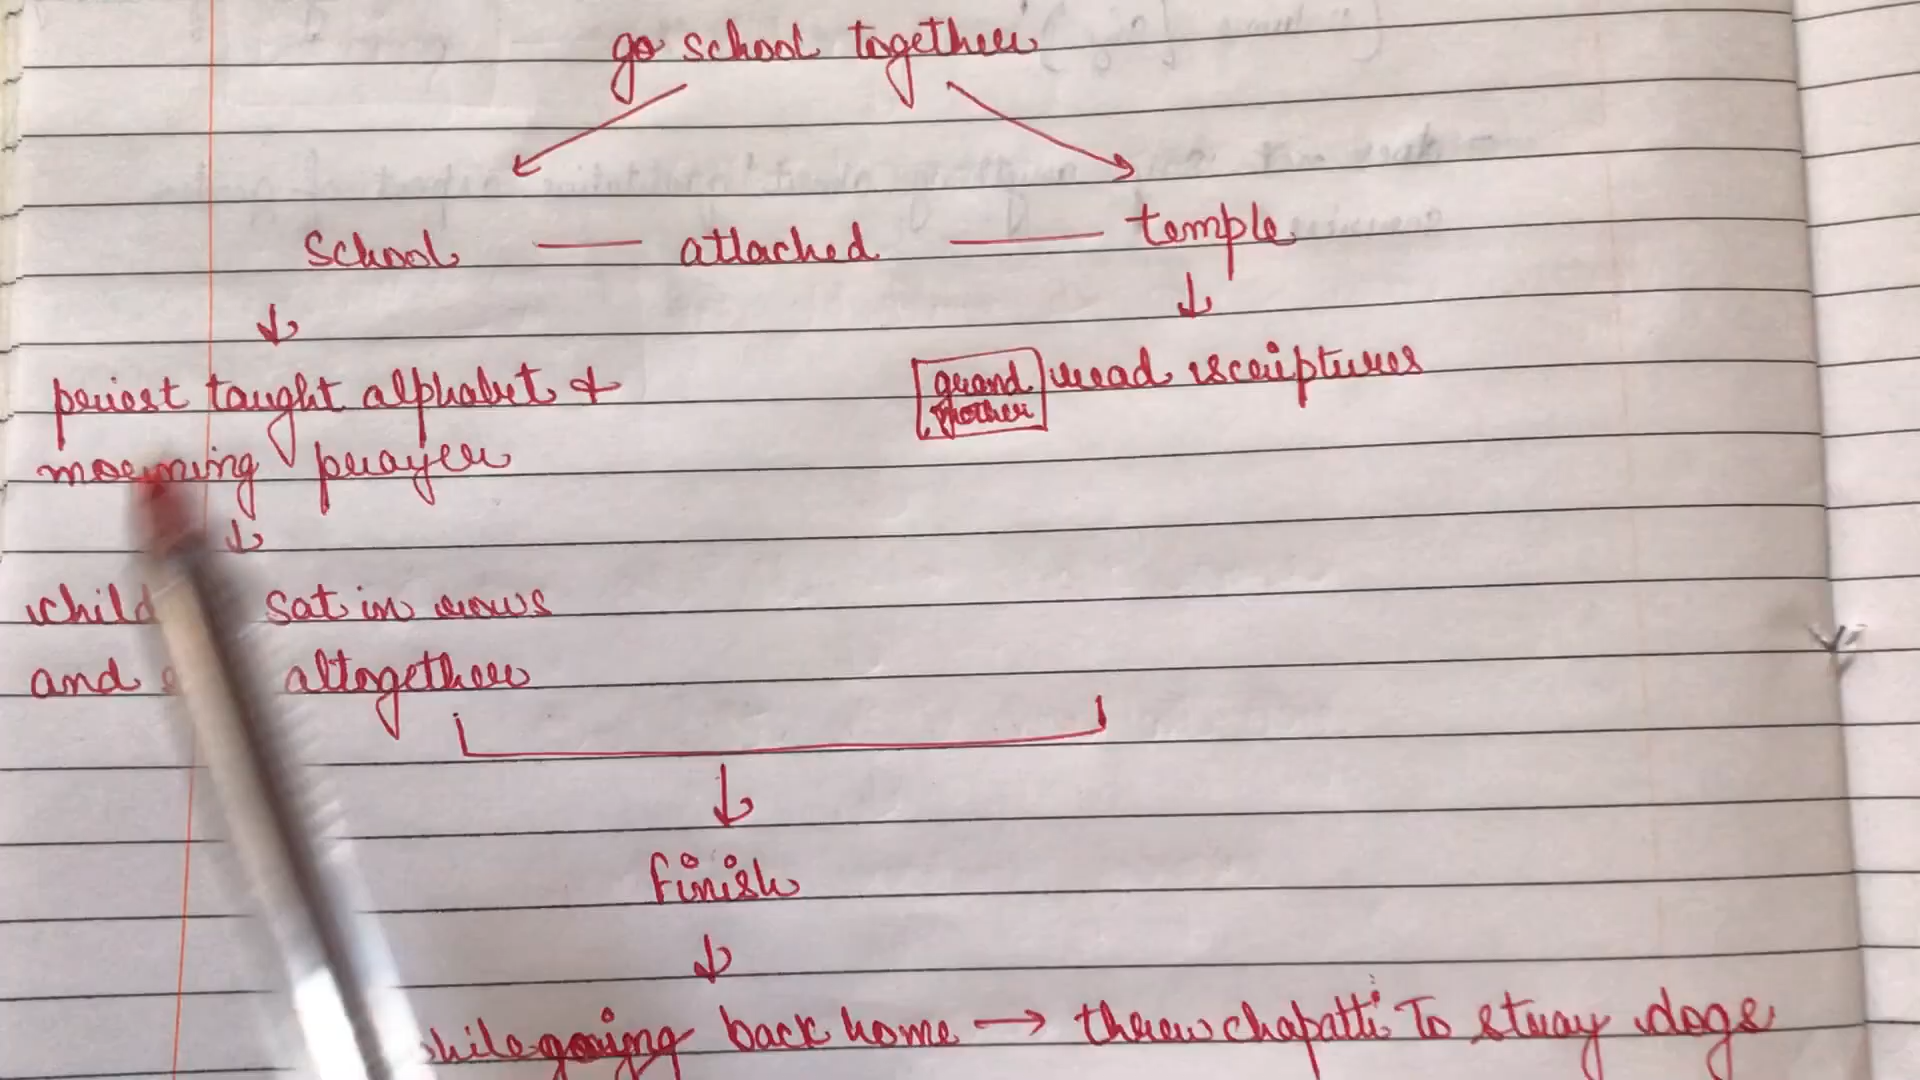 go school together
School — attached — temple
priest taught alphabet &
morning prayer
grand
mother
read scriptures
sat in rows
and altogether
finish
going back home → threw chapatti to stray dogs